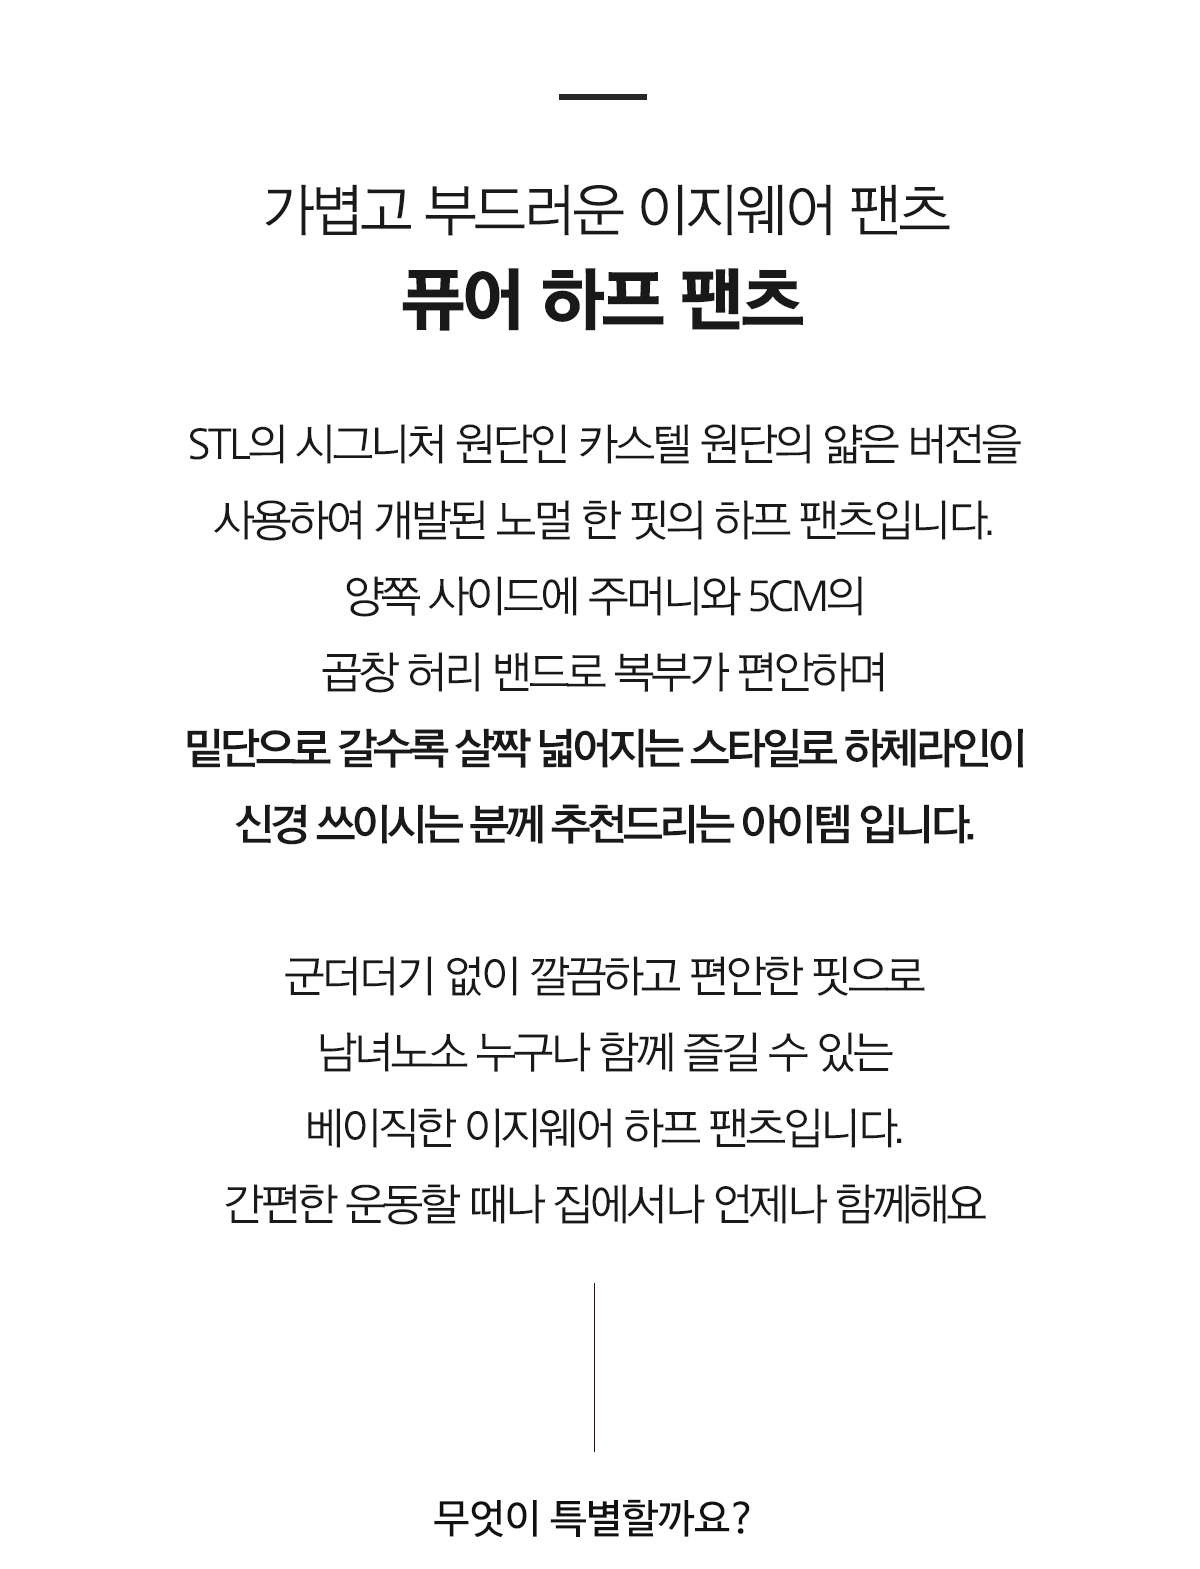 가볍고 부드러운 이지웨어 팬츠
퓨어 하프 팬츠
STL의 시그니처 원단인 카스텔 원단의 얇은 버전을
사용하여 개발된 노멀 한 핏의 하프 팬츠입니다.
양쪽 사이드에 주머니와 5CM의
곱창 허리 밴드로 복부가 편안하며
밑단으로 갈수록 살짝 넓어지는 스타일로 하체라인이
신경 쓰이시는 분께 추천드리는 아이템 입니다.
군더더기 없이 깔끔하고 편안한 핏으로
남녀노소 누구나 함께 즐길 수 있는
베이직한 이지웨어 하프 팬츠입니다.
간편한 운동할 때나 집에서나 언제나 함께해요
무엇이 특별할까요?